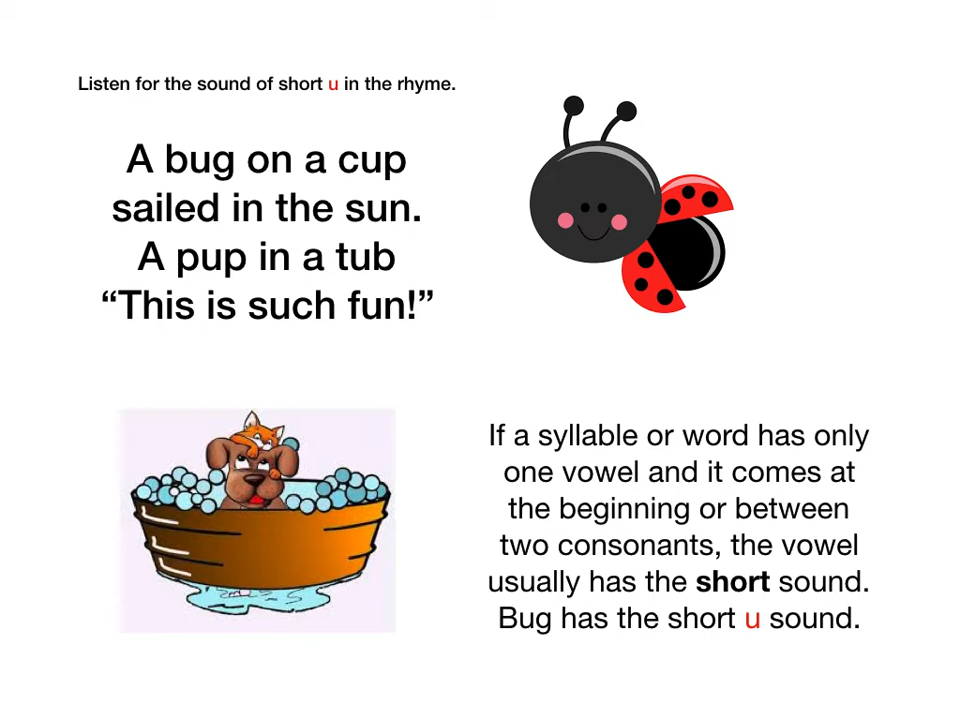 Listen for the sound of short u in the rhyme.
A bug on a cup
sailed in the sun.
A pup in a tub
“This is such fun!”
If a syllable or word has only
one vowel and it comes at
the beginning or between
two consonants, the vowel
usually has the short sound.
Bug has the short u sound.